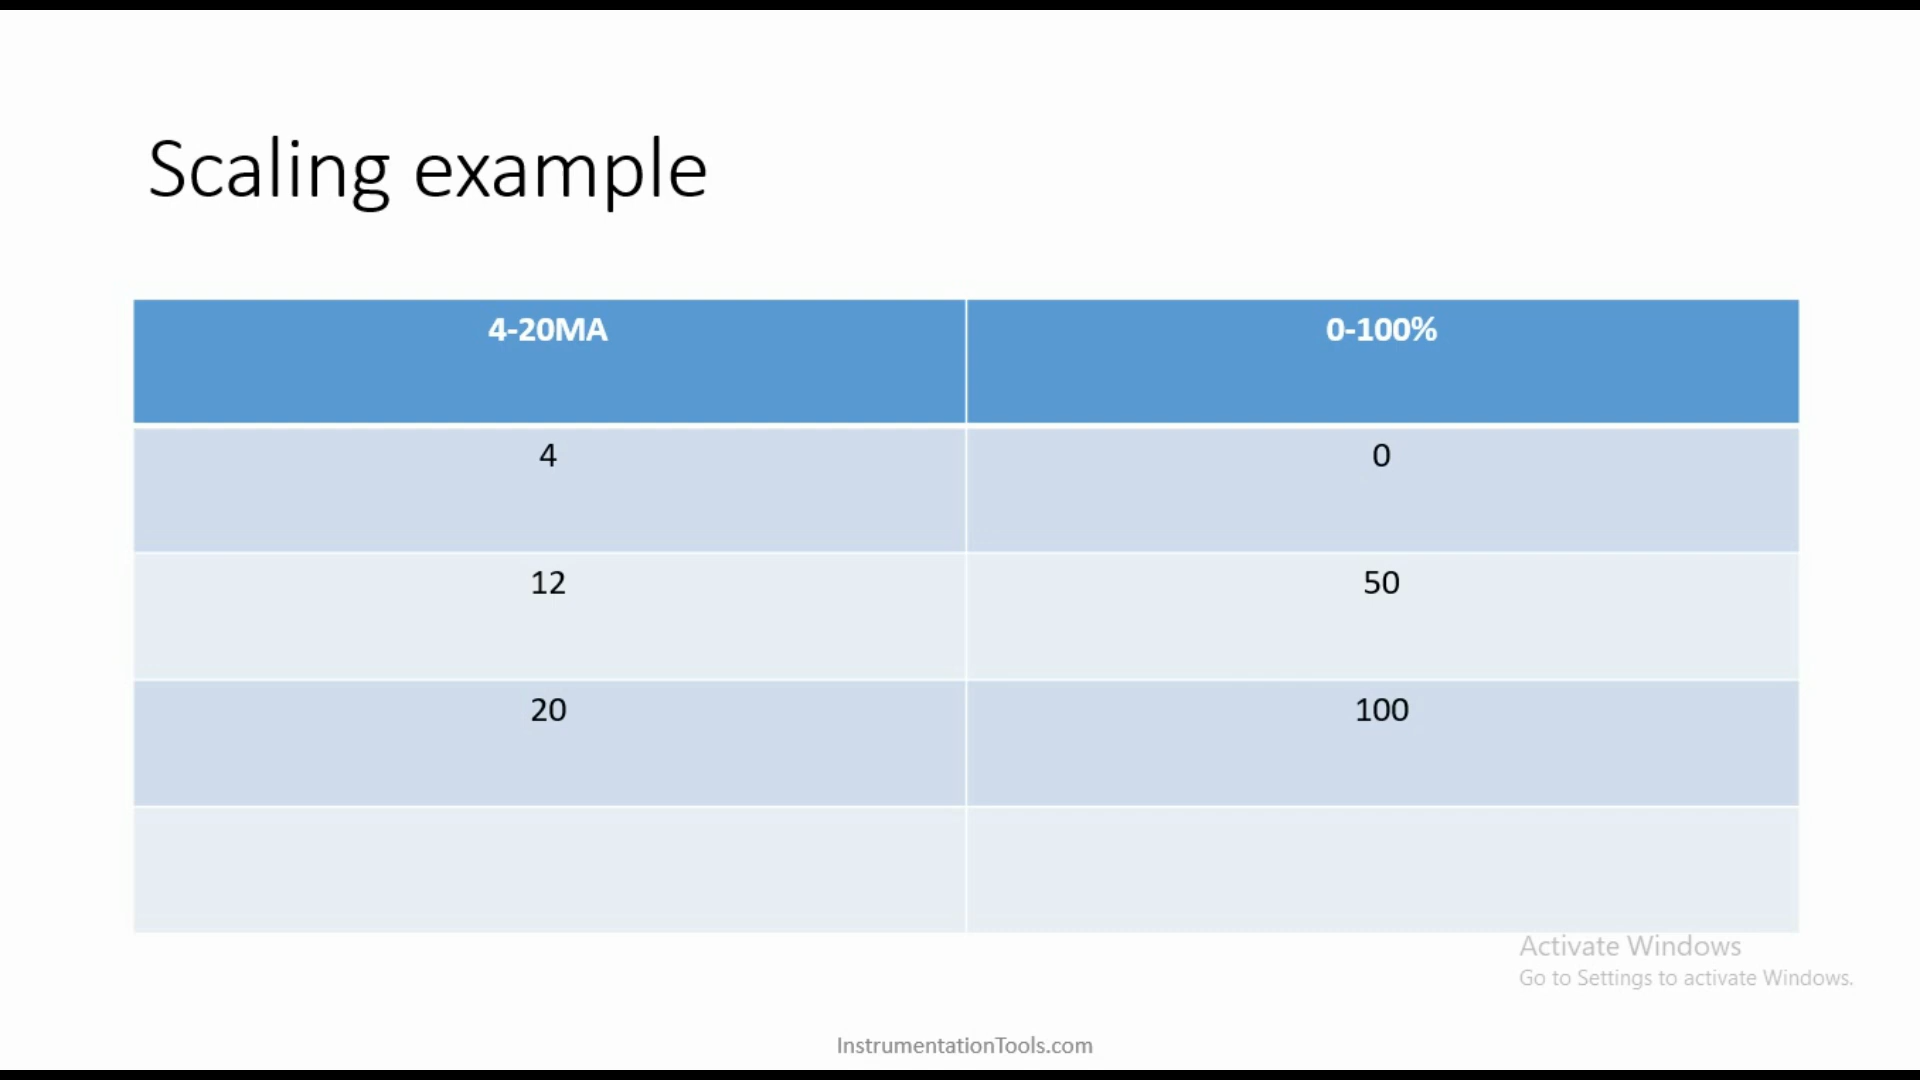 Scaling example
4-20MA 0-100%
4 0
12 50
20 100
Activate Windows
Go to Settings to activate Windows.
InstrumentationTools.com